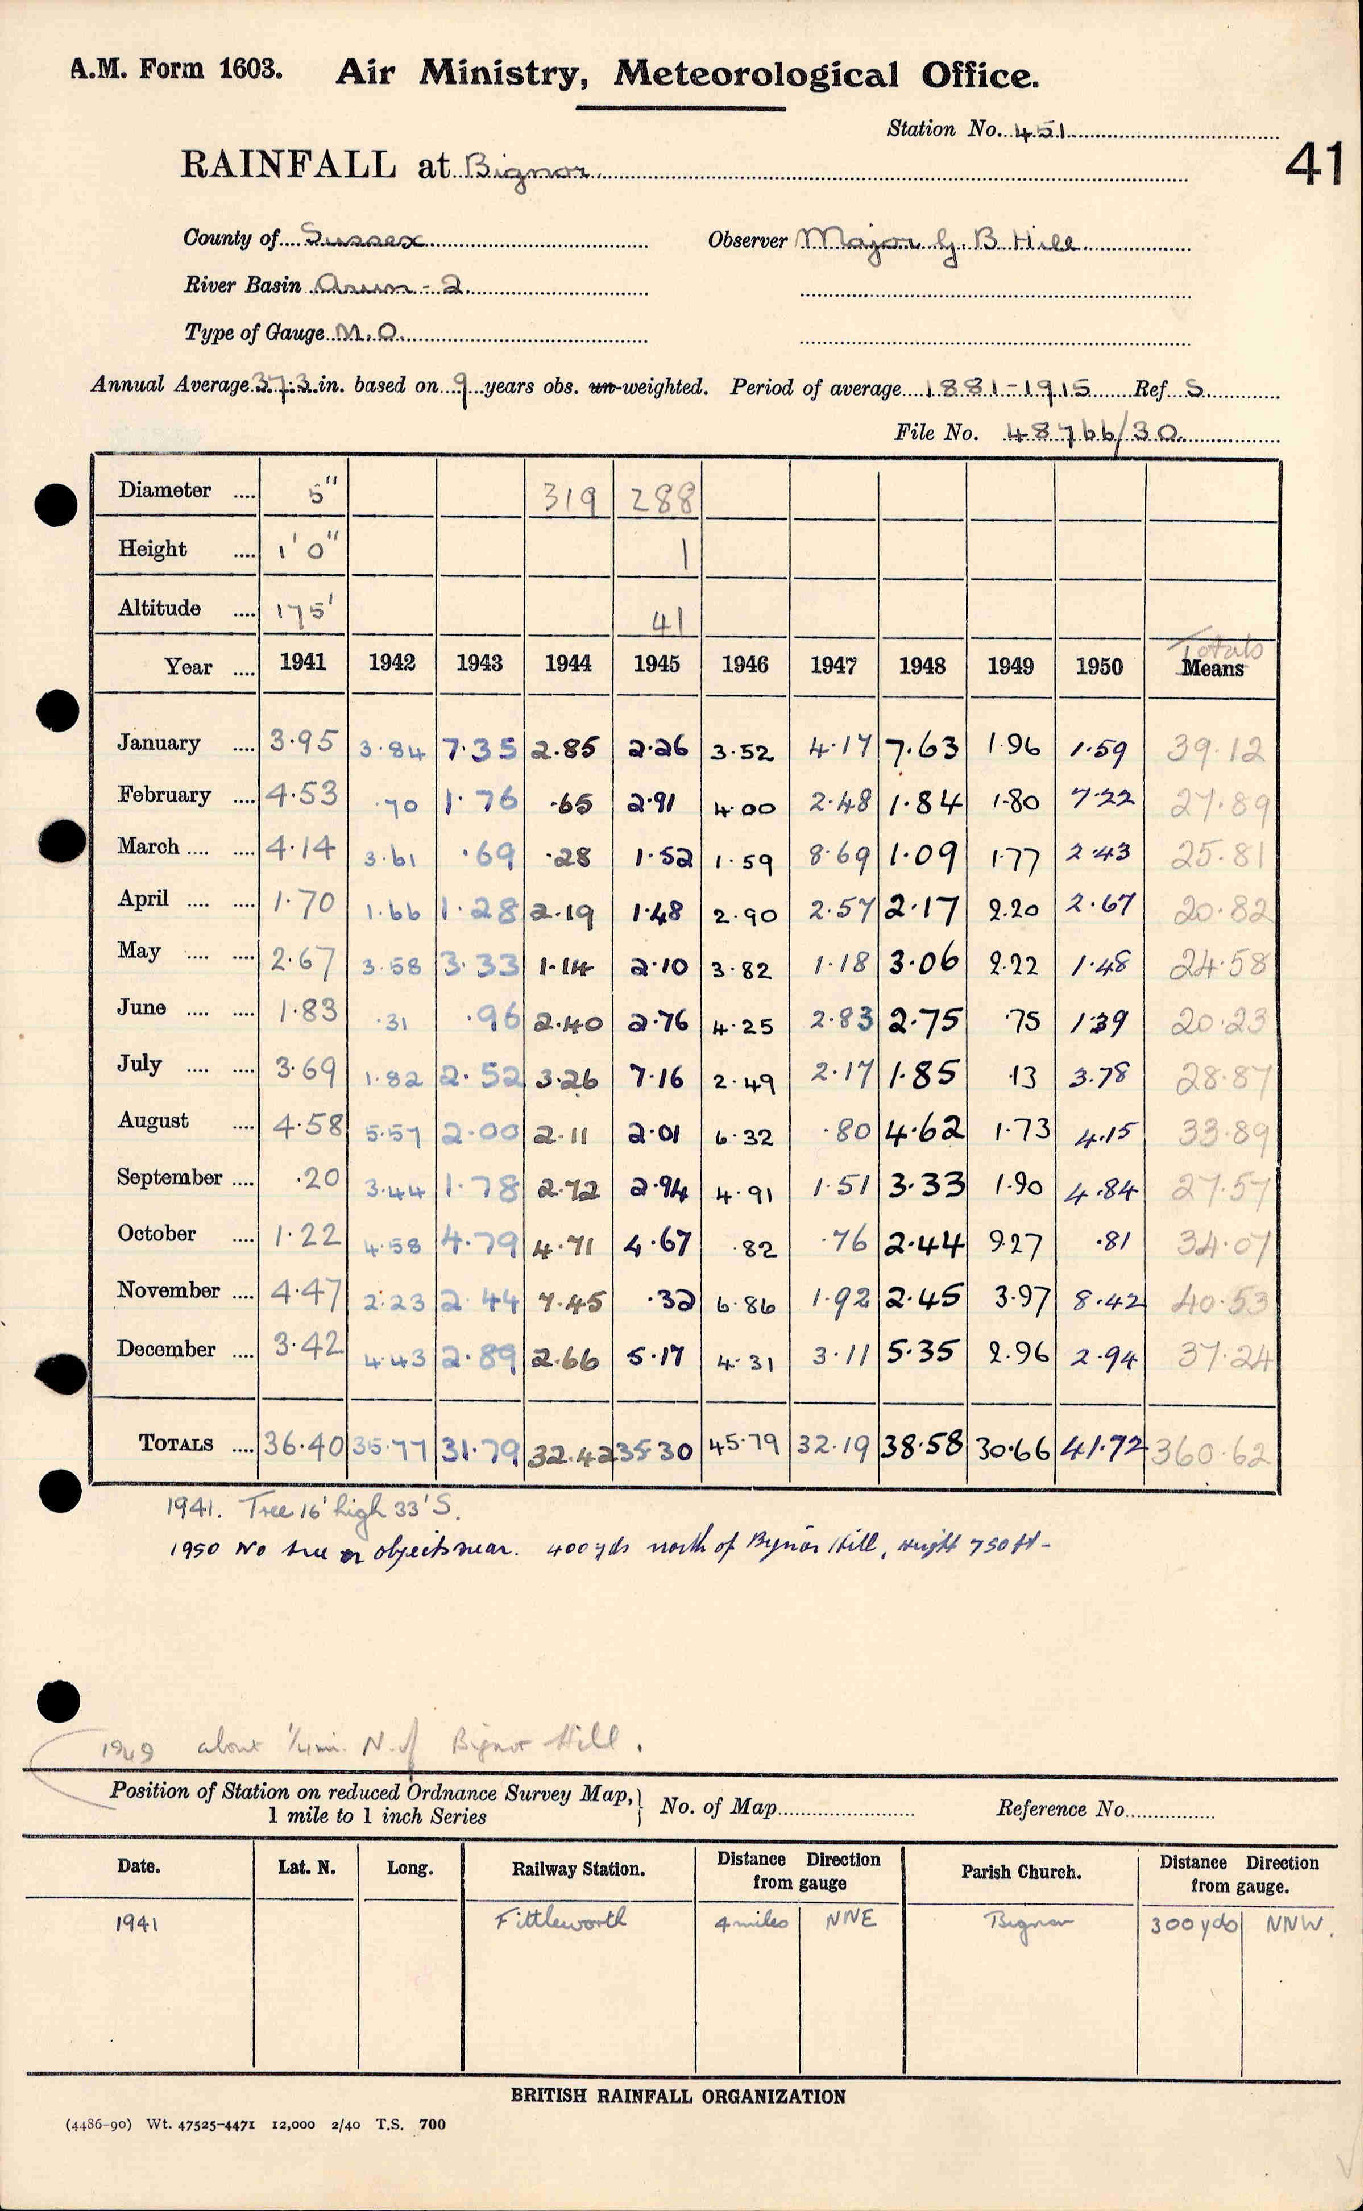 A.M. Form 1603. Air Ministry, Meteorological Office.
Station No. 451
41
RAINFALL at Bignor
County of Sussex Observer Major G. B Hill
River Basin Arun - 2
Type of Gauge M.O.
Annual Average 37.3 in. based on 9 years obs. un-weighted. Period of average 1881-1915 Ref S
File No. 48766/30
Diameter .... 5" 319 288
Height .... 1' 0" 1
Altitude .... 175' 41
Totals
Year .... 1941 1942 1943 1944 1945 1946 1947 1948 1949 1950 Means
January .... 3.95 3.84 7.35 2.85 2.26 3.52 4.17 7.63 1.96 1.59 39.12
February .... 4.53 .70 1.76 .65 2.91 4.00 2.48 1.84 1.80 7.22 27.89
March .... .... 4.14 3.61 .69 .28 1.52 1.59 8.69 1.09 1.77 2.43 25.81
April .... .... 1.70 1.66 1.28 2.19 1.48 2.90 2.57 2.17 2.20 2.67 20.82
May .... .... 2.67 3.58 3.33 1.14 2.10 3.82 1.18 3.06 2.22 1.48 24.58
June .... .... 1.83 .31 .96 2.40 2.76 4.25 2.83 2.75 .75 1.39 20.23
July .... .... 3.69 1.82 2.52 3.26 7.16 2.49 2.17 1.85 .13 3.78 28.87
August .... 4.58 5.57 2.00 2.11 2.01 6.32 .80 4.62 1.73 4.15 33.89
September .... .20 3.44 1.78 2.72 2.94 4.91 1.51 3.33 1.90 4.84 27.57
October .... 1.22 4.58 4.79 4.71 4.67 .82 .76 2.44 9.27 .81 34.07
November .... 4.47 2.23 2.44 7.45 .32 6.86 1.92 2.45 3.97 8.42 40.53
December .... 3.42 4.43 2.89 2.66 5.17 4.31 3.11 5.35 2.96 2.94 37.24
TOTALS .... 36.40 35.77 31.79 32.42 35.30 45.79 32.19 38.58 30.66 41.72 360.62
1941. Tree 16' high 33' S.
1950 No tree or objects near. 400 yds north of Bignor Hill, height 750 ft-
1949 about 1/4 mi. N. of Bignor Hill.
Position of Station on reduced Ordnance Survey Map, 1 mile to 1 inch Series } No. of Map Reference No.
Date. Lat. N. Long. Railway Station. Distance Direction from gauge Parish Church. Distance Direction from gauge.
1941 Fittleworth 4 miles NNE Bignor 300 yds NNW.
BRITISH RAINFALL ORGANIZATION
(4486-90) Wt. 47525-4471 12,000 2/40 T.S. 700